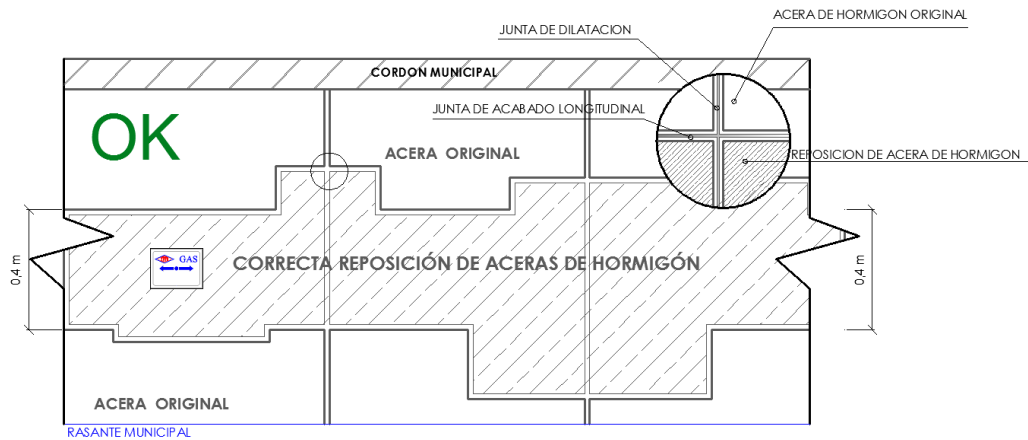 ACERA DE HORMIGON ORIGINAL
JUNTA DE DILATACION
CORDON MUNICIPAL
JUNTA DE ACABADO LONGITUDINAL
OK
ACERA ORIGINAL
REPOSICION DE ACERA DE HORMIGON
0,4 m
GAS
CORRECTA REPOSICIÓN DE ACERAS DE HORMIGÓN
0,4 m
ACERA ORIGINAL
RASANTE MUNICIPAL